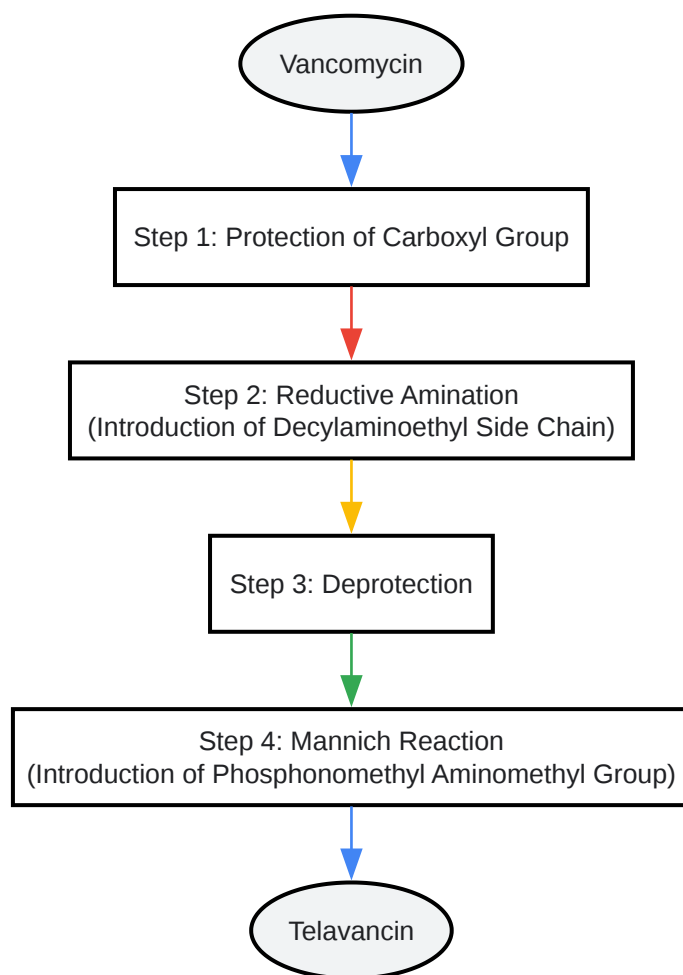 Vancomycin
Step 1: Protection of Carboxyl Group
Step 2: Reductive Amination
(Introduction of Decylaminoethyl Side Chain)
Step 3: Deprotection
Step 4: Mannich Reaction
(Introduction of Phosphonomethyl Aminomethyl Group)
Telavancin